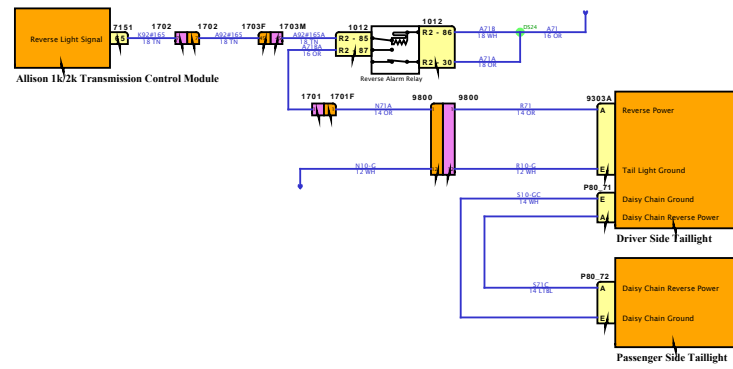 Reverse Light Signal
Allison 1k/2k Transmission Control Module
7151
65
K92#165
18 TN
1702
1702
A92#165
18 TN
1703F
1703M
A92#165A
18 TN
A718A
16 OR
1012
R2 - 85
R2 - 87
Reverse Alarm Relay
1012
R2 - 86
R2 - 30
A71B
18 WH
DS24
A71
16 OR
A71A
18 OR
1701
1701F
N71A
14 OR
9800
9800
R71
14 OR
9303A
A
Reverse Power
N10-G
12 WH
R10-G
12 WH
E
Tail Light Ground
P80_71
S10-GC
14 WH
E
Daisy Chain Ground
A
Daisy Chain Reverse Power
Driver Side Taillight
P80_72
S71C
14 LTBL
A
Daisy Chain Reverse Power
E
Daisy Chain Ground
Passenger Side Taillight